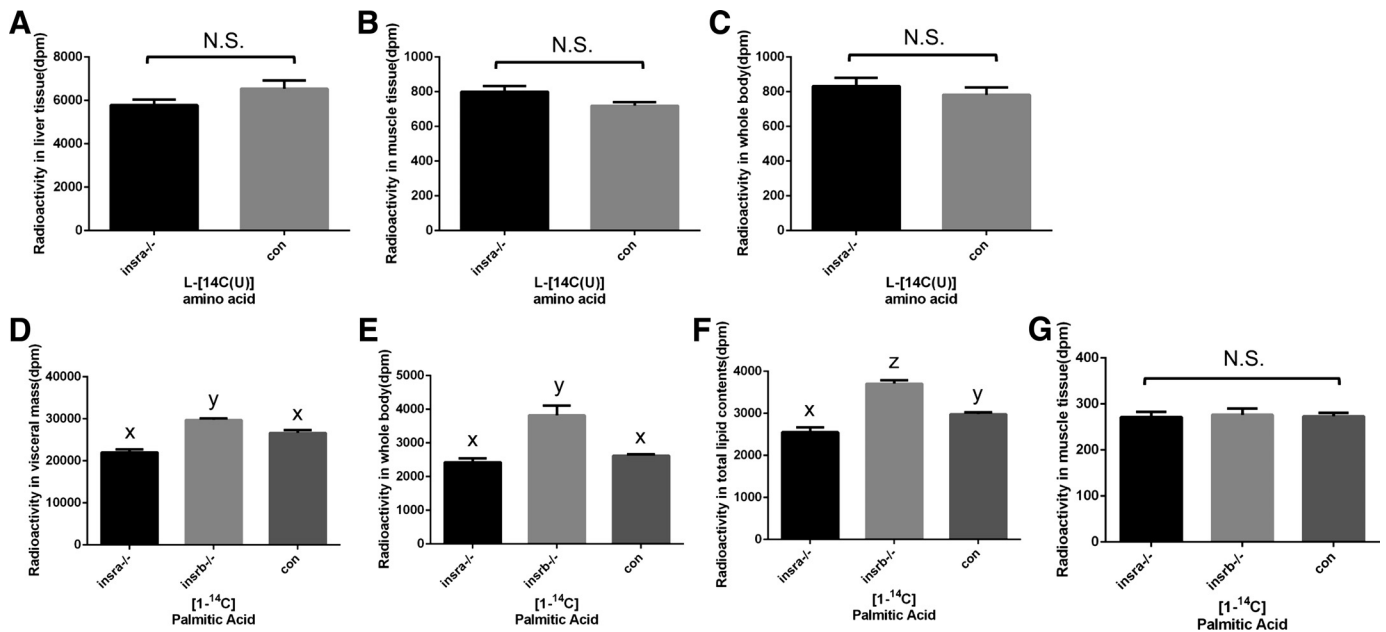 A
Radioactivity in liver tissue(dpm)
8000
6000
4000
2000
0
N.S.
insra-/-
con
L-[14C(U)]
amino acid
B
Radioactivity in muscle tissue(dpm)
1000
800
600
400
200
0
N.S.
insra-/-
con
L-[14C(U)]
amino acid
C
Radioactivity in whole body(dpm)
1000
800
600
400
200
0
N.S.
insra-/-
con
L-[14C(U)]
amino acid
D
Radioactivity in visceral mass(dpm)
40000
30000
20000
10000
0
x
y
x
insra-/-
insrb-/-
con
[1-¹⁴C]
Palmitic Acid
E
Radioactivity in whole body(dpm)
5000
4000
3000
2000
1000
0
x
y
x
insra-/-
insrb-/-
con
[1-¹⁴C]
Palmitic Acid
F
Radioactivity in total lipid contents(dpm)
4000
3000
2000
1000
0
x
z
y
insra-/-
insrb-/-
con
[1-¹⁴C]
Palmitic Acid
G
Radioactivity in muscle tissue(dpm)
400
300
200
100
0
N.S.
insra-/-
insrb-/-
con
[1-¹⁴C]
Palmitic Acid